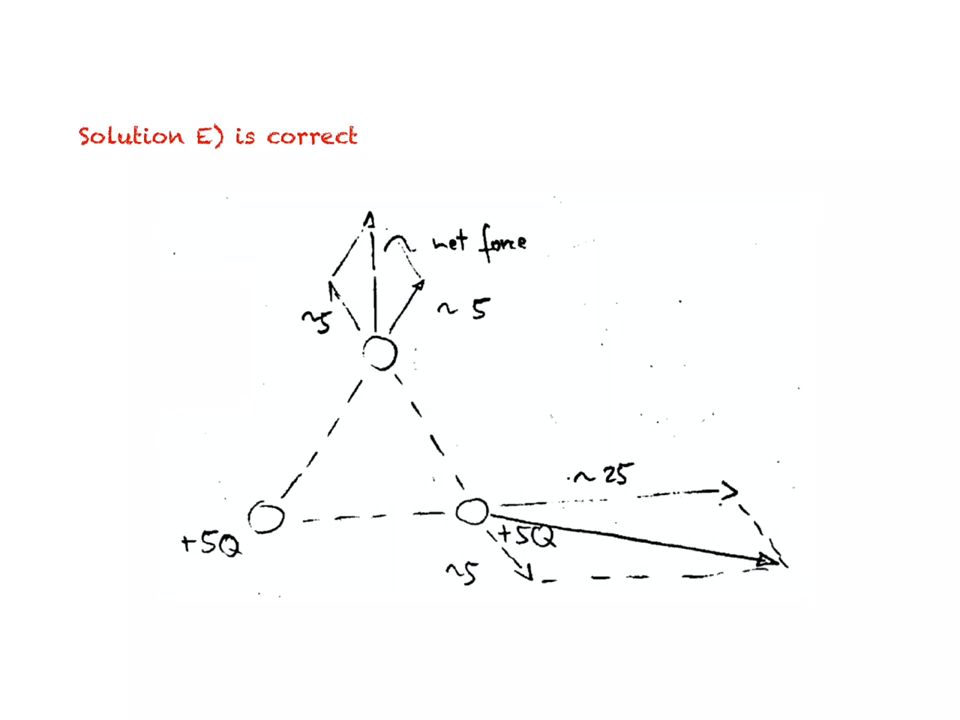 Solution E) is correct
net force
~5
~ 5
~ 25
+5Q
+5Q
~5